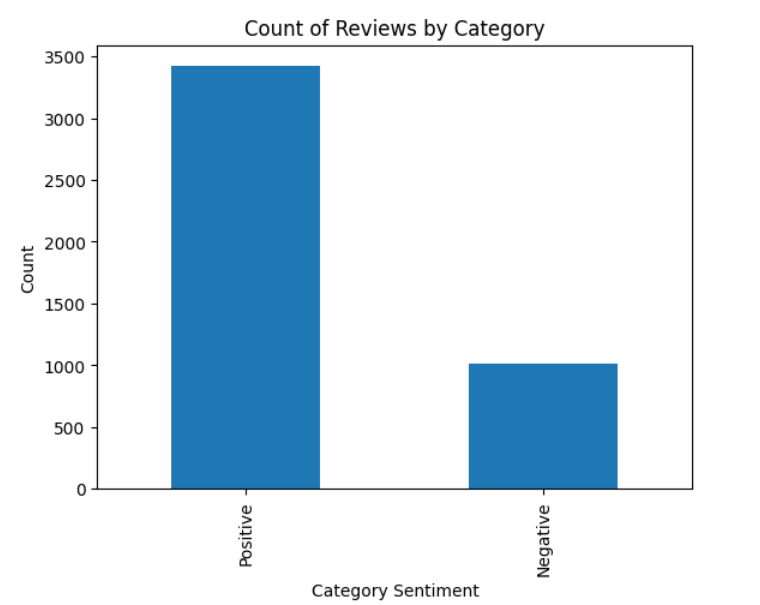 Count of Reviews by Category
3500
3000
2500
2000
1500
1000
500
0
Count
Positive
Negative
Category Sentiment